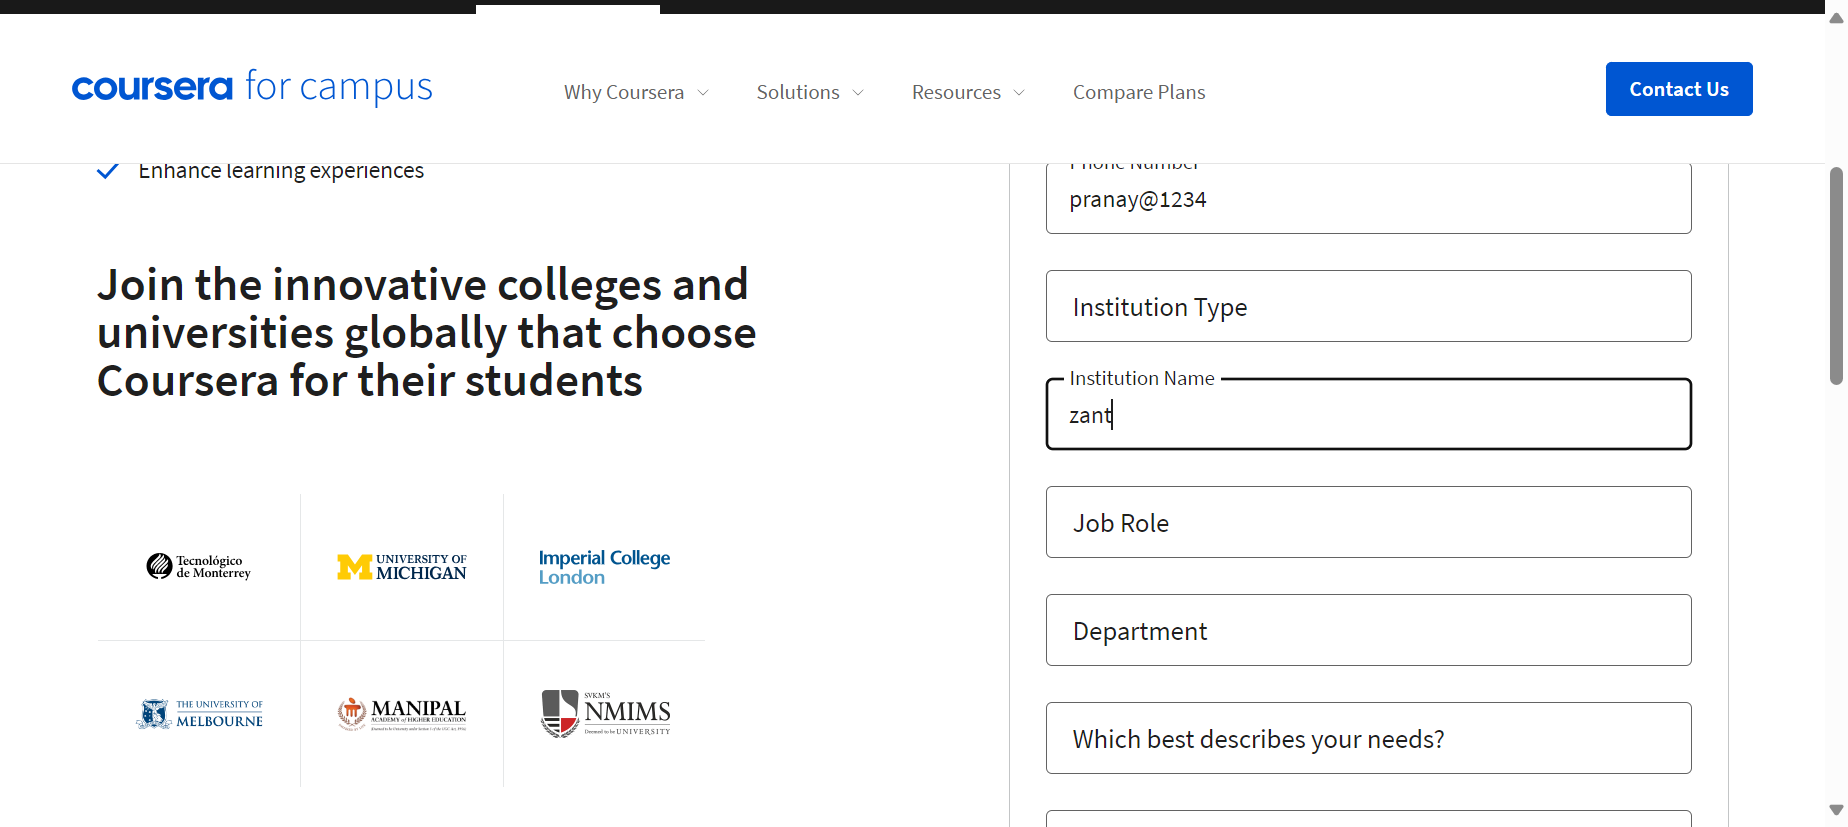 coursera for campus
Why Coursera
Solutions
Resources
Compare Plans
Contact Us
Enhance learning experiences
Join the innovative colleges and
universities globally that choose
Coursera for their students
Tecnológico
de Monterrey
UNIVERSITY OF
MICHIGAN
Imperial College
London
THE UNIVERSITY OF
MELBOURNE
MANIPAL
ACADEMY of HIGHER EDUCATION
SVKM'S
NMIMS
Deemed to be UNIVERSITY
Phone Number
pranay@1234
Institution Type
Institution Name
zant
Job Role
Department
Which best describes your needs?